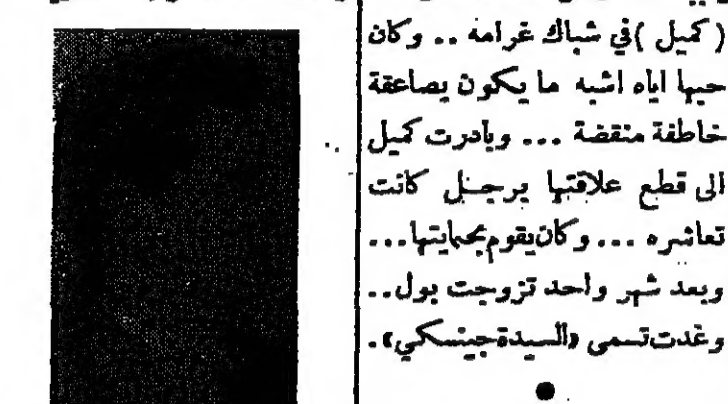 ( كميل ) في شباك غرامه .. وكان
حبها اياه اشبه ما يكون بصاعقة
خاطفة منقضة ... وبادرت كميل
الى قطع علاقتها برجل كانت
تعاشره ... وكان يقوم بحمايتها ...
وبعد شهر واحد تزوجت بول ..
وغدت تسمى «السيدة جينسكي» .